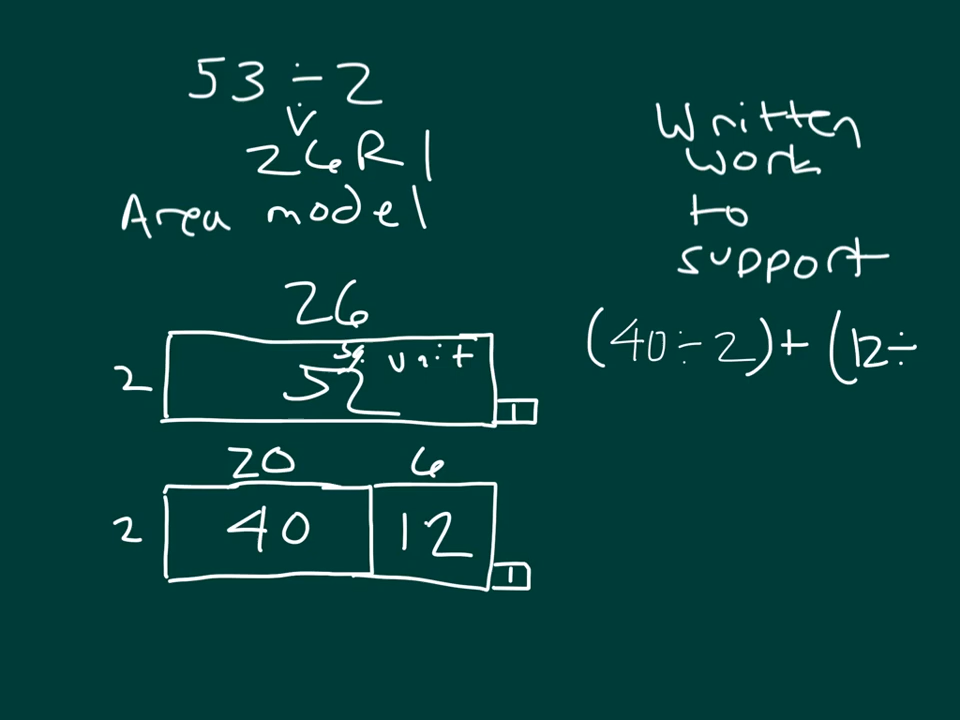 53 ÷ 2
26 R 1
Area model
26
2
52 sq. unit
1
20 6
2 40 12
1
Written
work
to
support
(40 ÷ 2) + (12 ÷